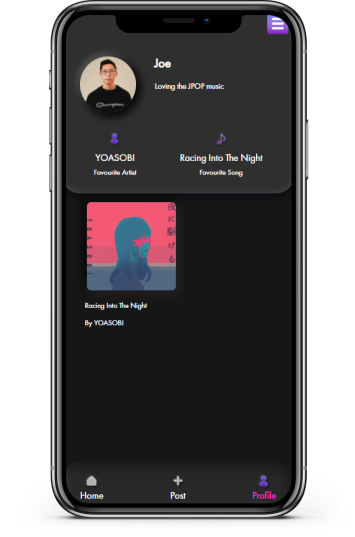 Joe
Loving the JPOP music
YOASOBI
Racing Into The Night
Favourite Artist
Favourite Song
夜に駆ける
Racing Into The Night
By YOASOBI
Home
Post
Profile